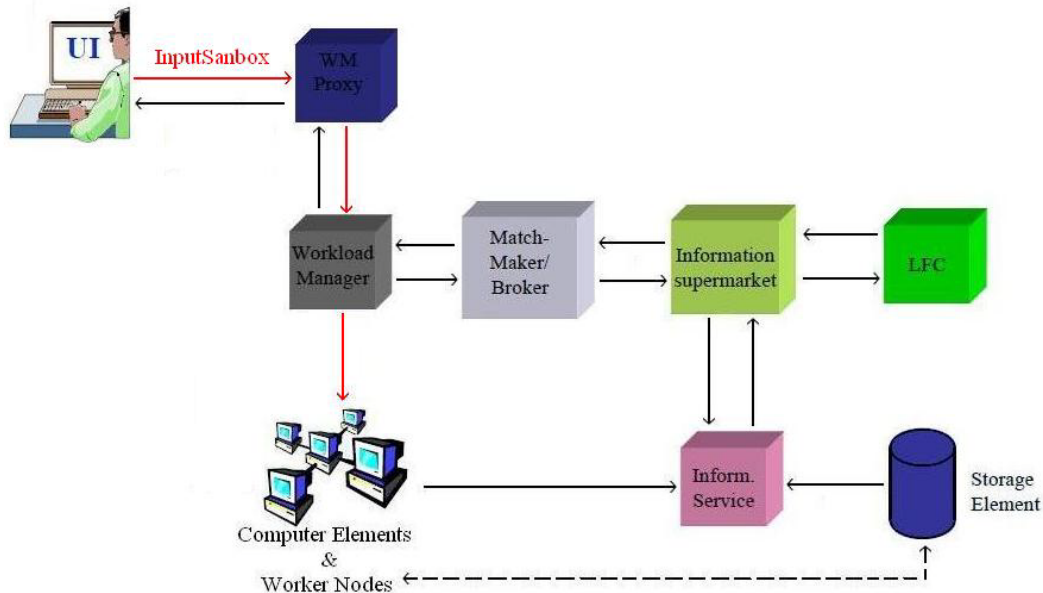 UI
InputSanbox
WM
Proxy
Workload
Manager
Match-
Maker/
Broker
Information
supermarket
LFC
Inform.
Service
Storage
Element
Computer Elements
&
Worker Nodes